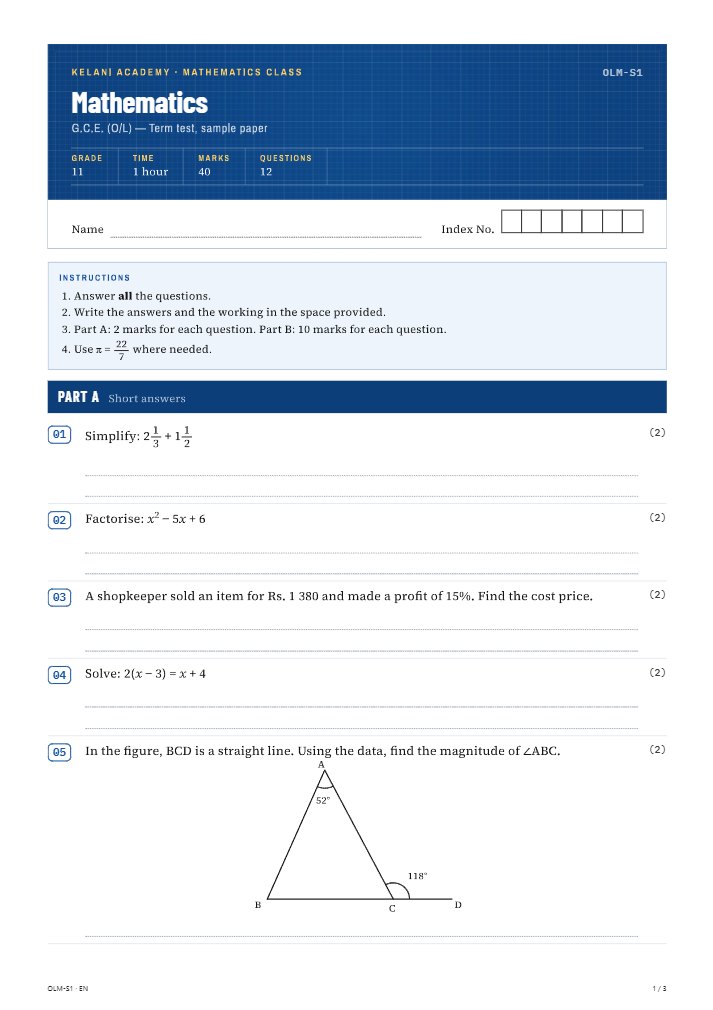 KELANI ACADEMY · MATHEMATICS CLASS
OLM-S1
Mathematics
G.C.E. (O/L) — Term test, sample paper
GRADE TIME MARKS QUESTIONS
11 1 hour 40 12
Name
Index No.
INSTRUCTIONS
1. Answer all the questions.
2. Write the answers and the working in the space provided.
3. Part A: 2 marks for each question. Part B: 10 marks for each question.
4. Use π = 22/7 where needed.
PART A Short answers
01 Simplify: 2 1/3 + 1 1/2 (2)
02 Factorise: x² − 5x + 6 (2)
03 A shopkeeper sold an item for Rs. 1 380 and made a profit of 15%. Find the cost price. (2)
04 Solve: 2(x − 3) = x + 4 (2)
05 In the figure, BCD is a straight line. Using the data, find the magnitude of ∠ABC. (2)
A
52°
118°
B C D
OLM-S1 · EN
1 / 3